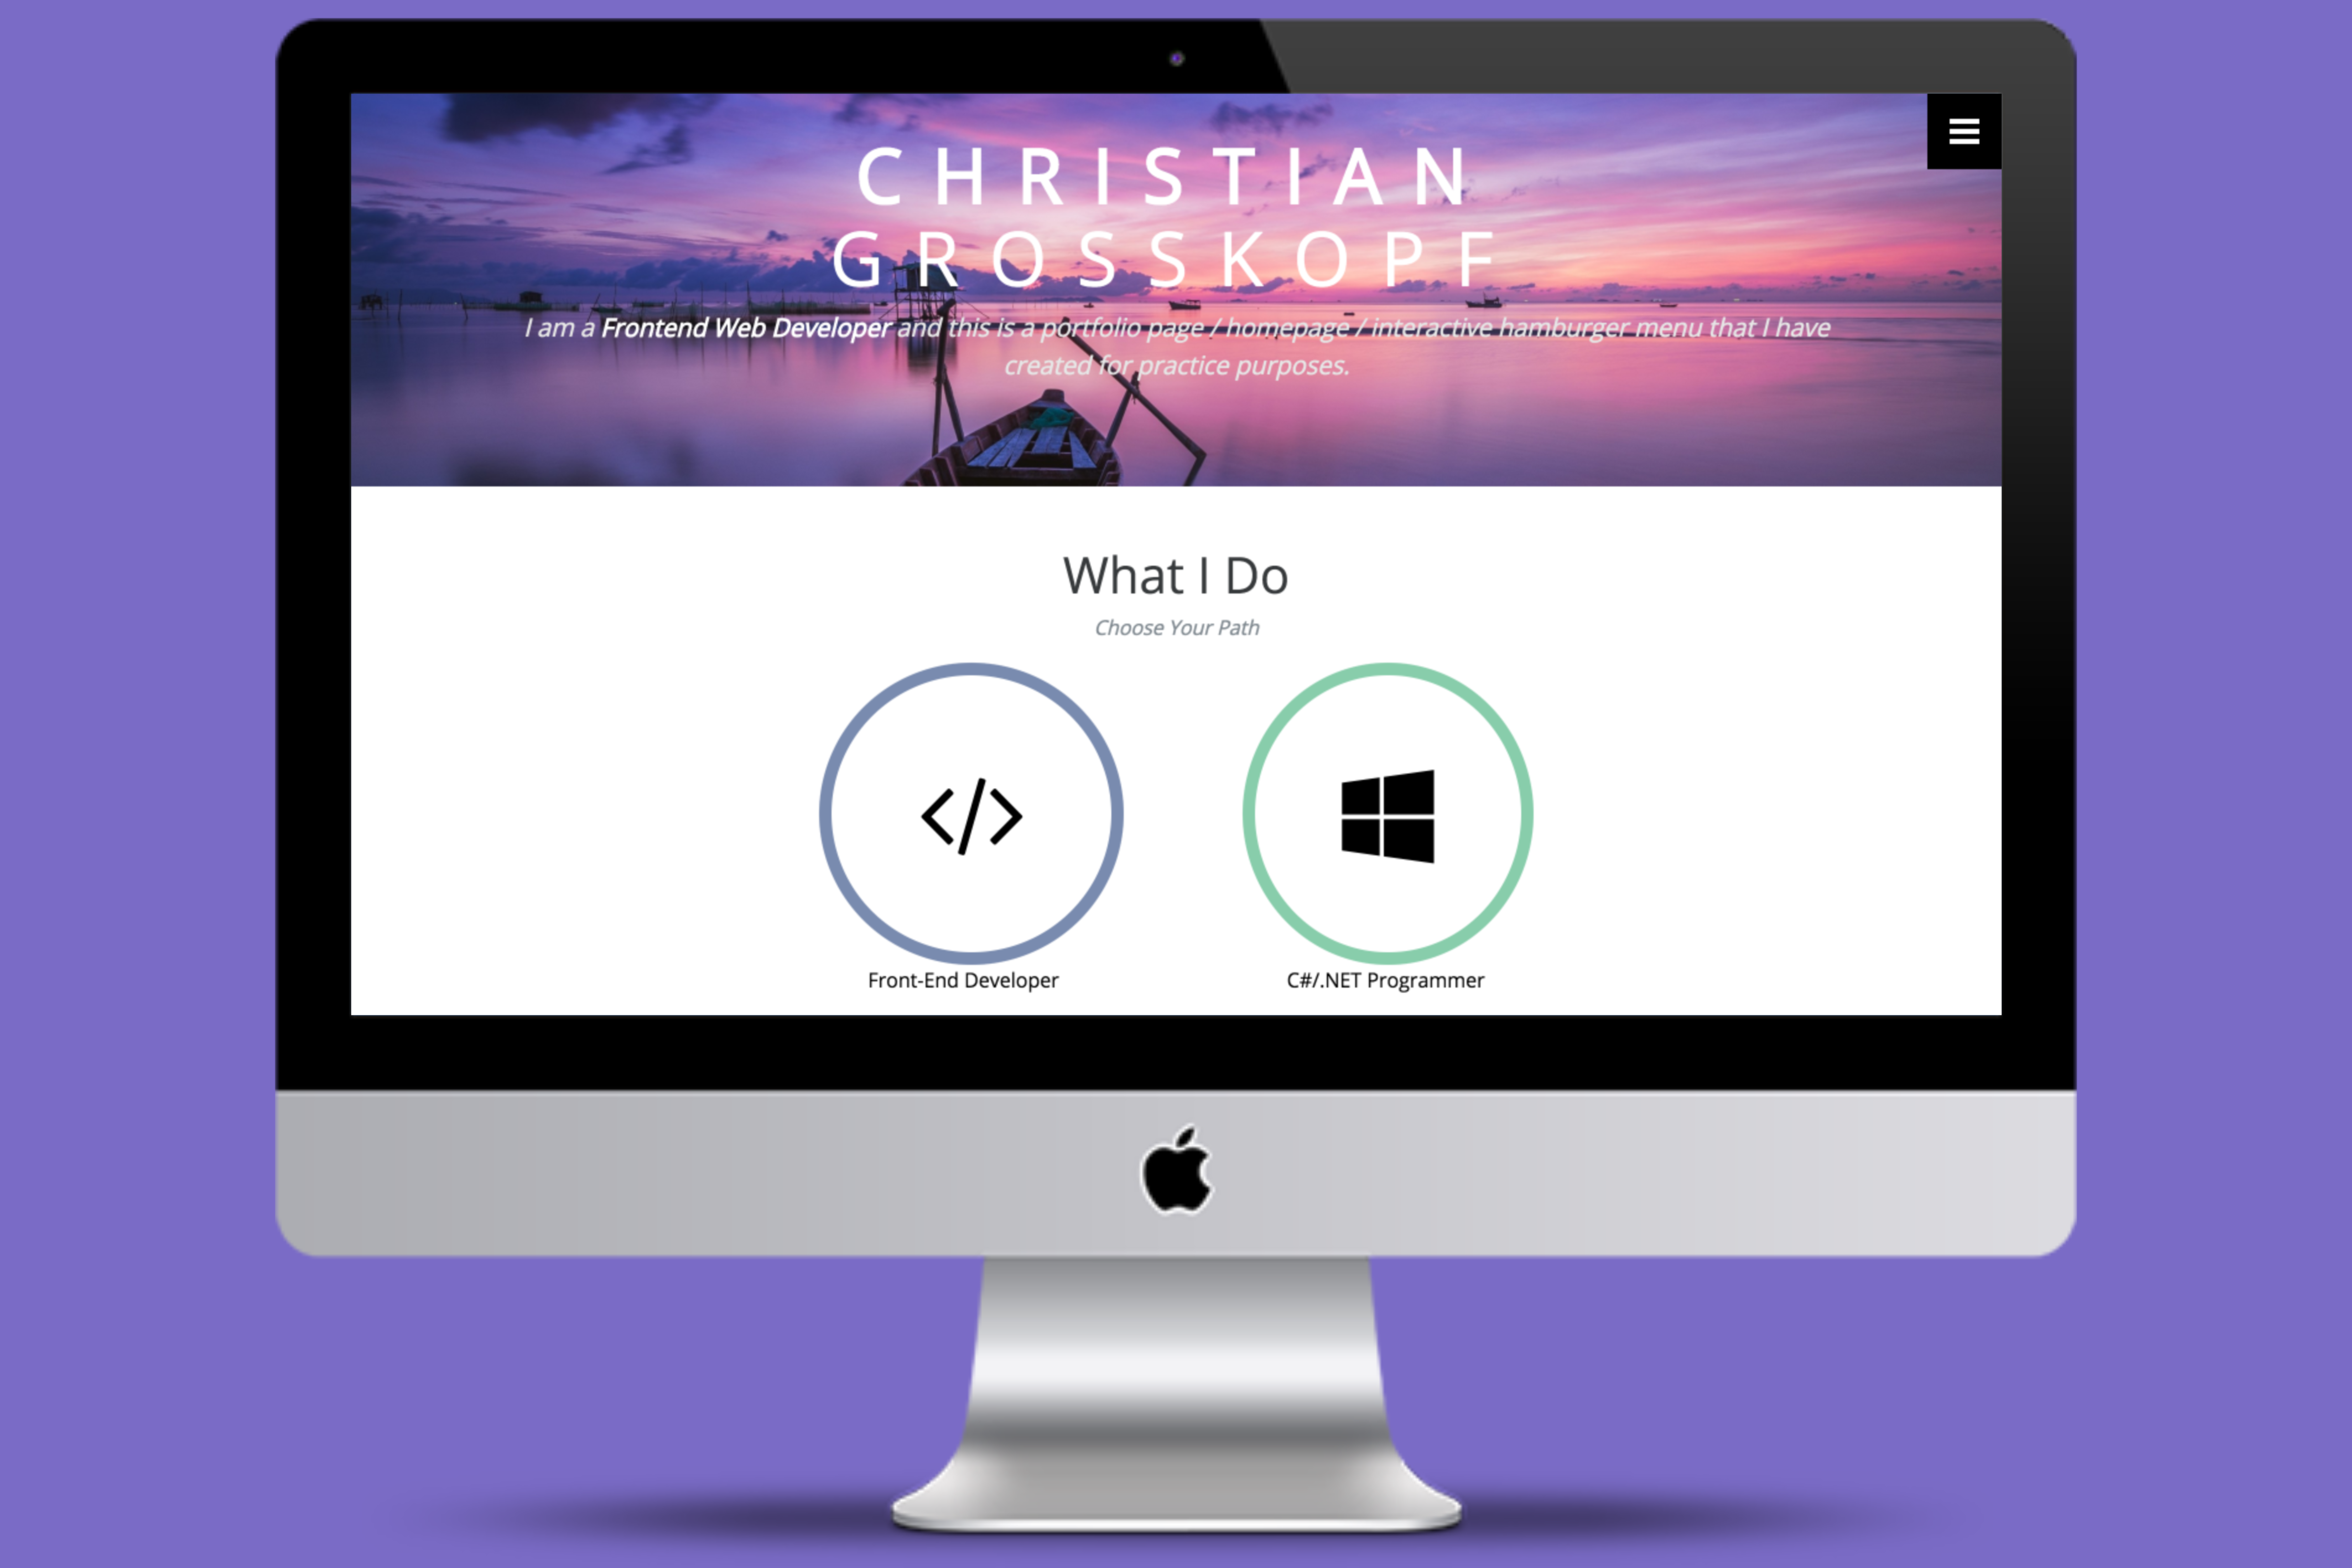 CHRISTIAN
GROSSKOPF
I am a Frontend Web Developer and this is a portfolio page / homepage / interactive hamburger menu that I have
created for practice purposes.
What I Do
Choose Your Path
</>
Front-End Developer
C#/.NET Programmer